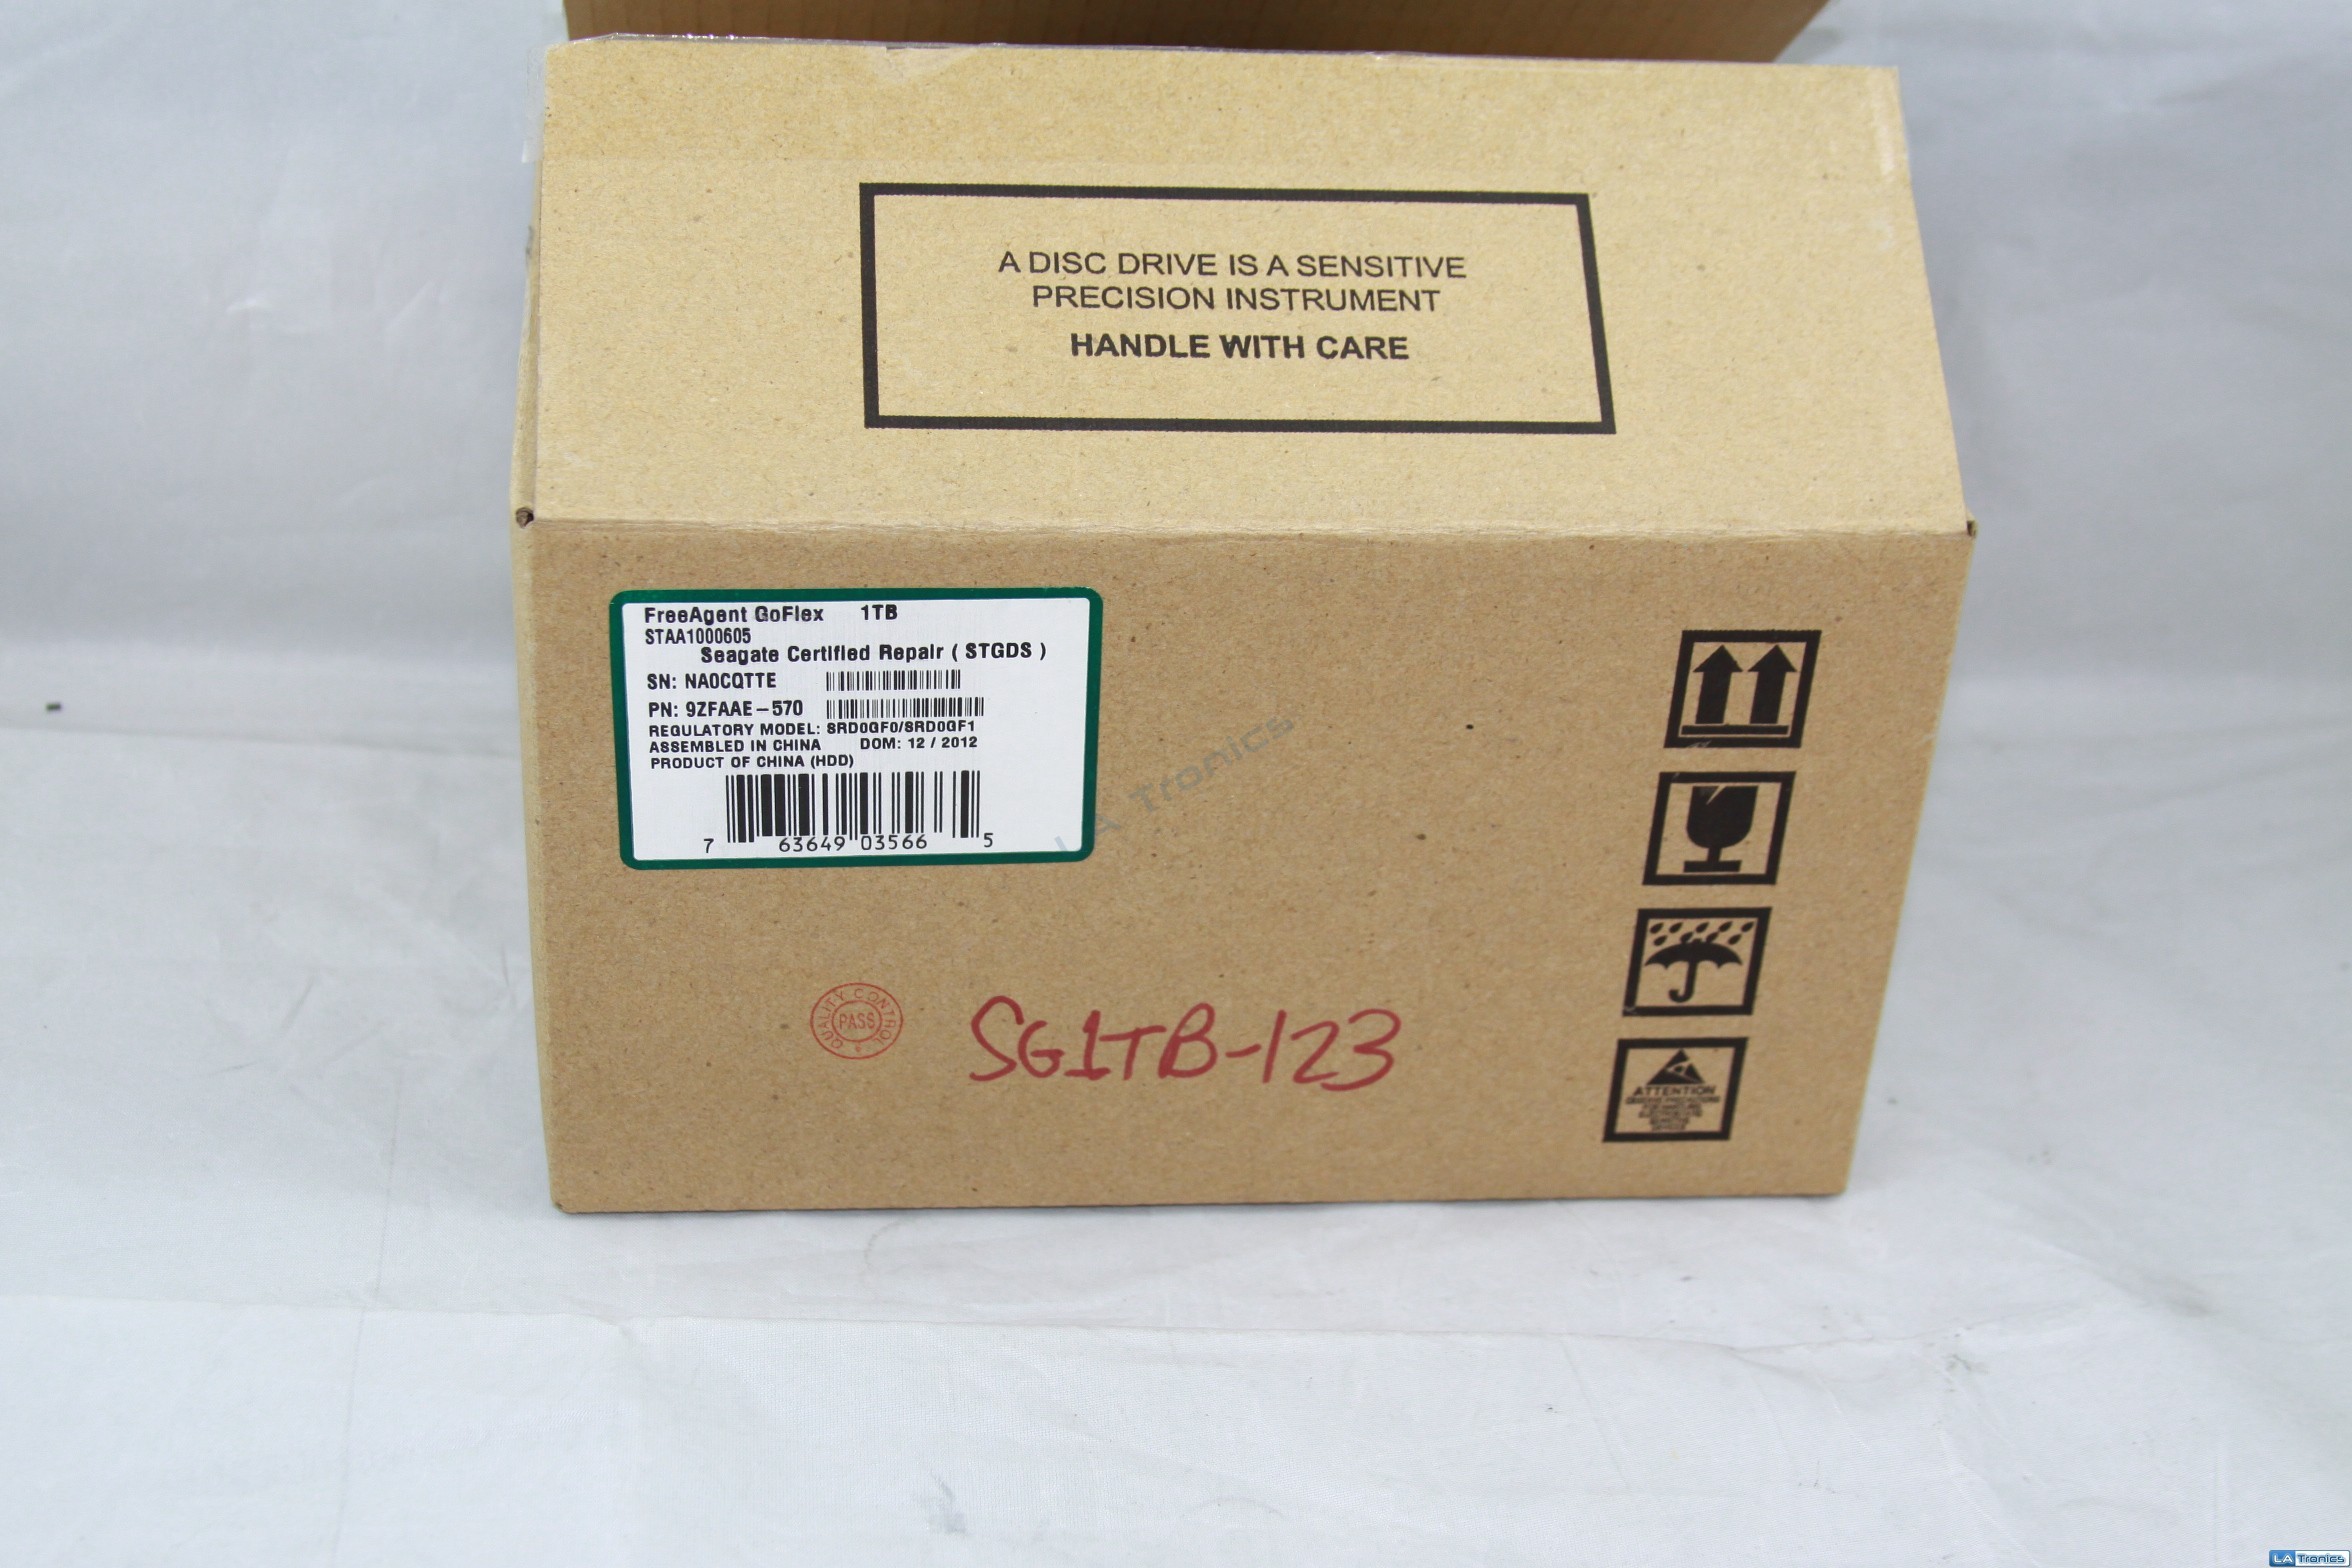 A DISC DRIVE IS A SENSITIVE
PRECISION INSTRUMENT
HANDLE WITH CARE
FreeAgent GoFlex 1TB
STAA1000605
Seagate Certified Repair ( STGDS )
SN: NA0CQTTE
PN: 9ZFAAE-570
REGULATORY MODEL: SRD0GF0/SRD0GF1
ASSEMBLED IN CHINA DOM: 12 / 2012
PRODUCT OF CHINA (HDD)
7 63649 03566 5
LA Tronics
QUALITY CONTROL
PASS
SG1TB-123
ATTENTION
LA Tronics